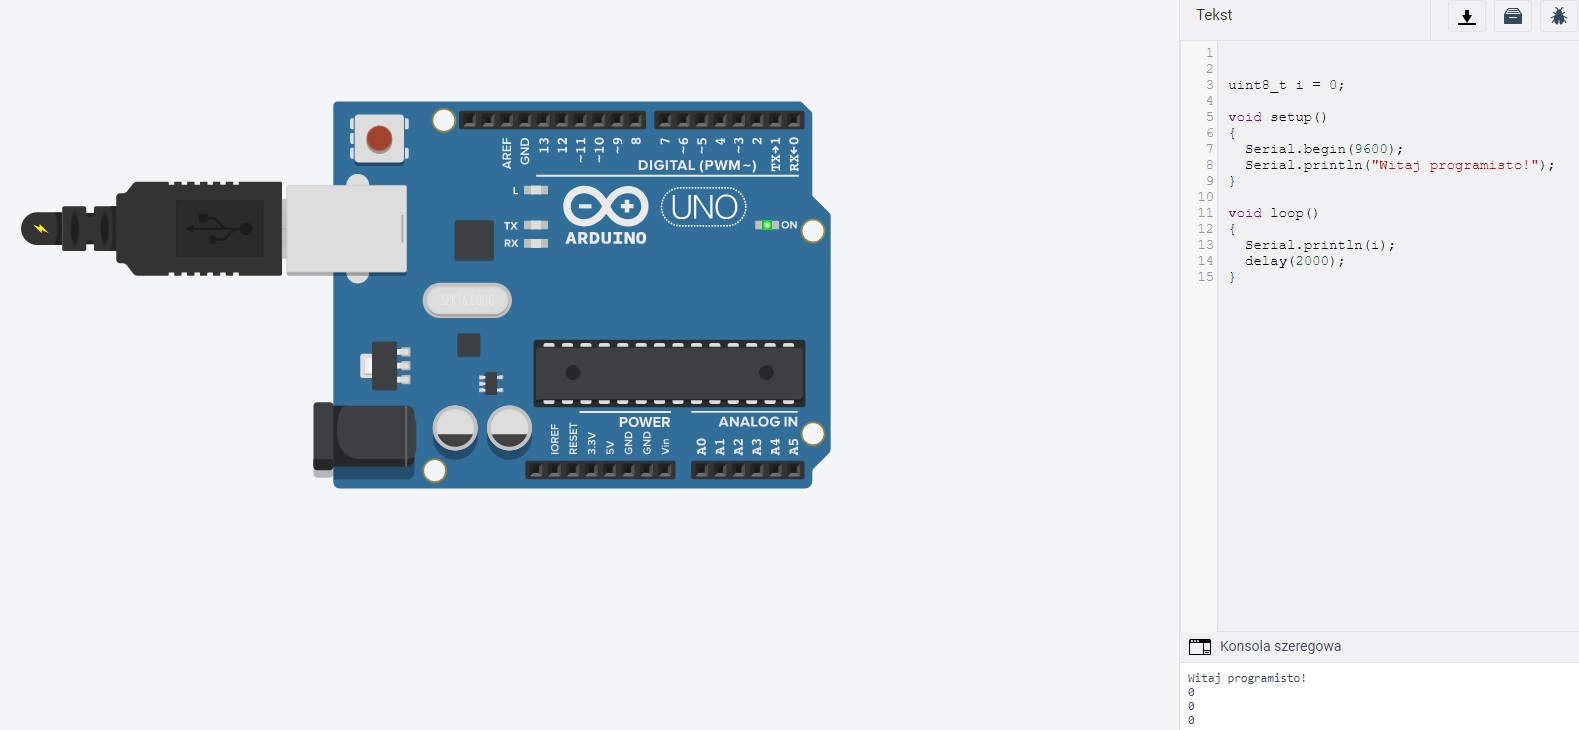 Tekst
1
2
3 uint8_t i = 0;
4
5 void setup()
6 {
7 Serial.begin(9600);
8 Serial.println("Witaj programisto!");
9 }
10
11 void loop()
12 {
13 Serial.println(i);
14 delay(2000);
15 }
Konsola szeregowa
Witaj programisto!
0
0
0
AREF
GND
13
12
~11
~10
~9
8
7
~6
~5
4
~3
2
TX→1
RX←0
DIGITAL (PWM~)
L
TX
RX
ARDUINO
UNO
ON
SPK16.000G
POWER
ANALOG IN
IOREF
RESET
3.3V
5V
GND
GND
Vin
A0
A1
A2
A3
A4
A5